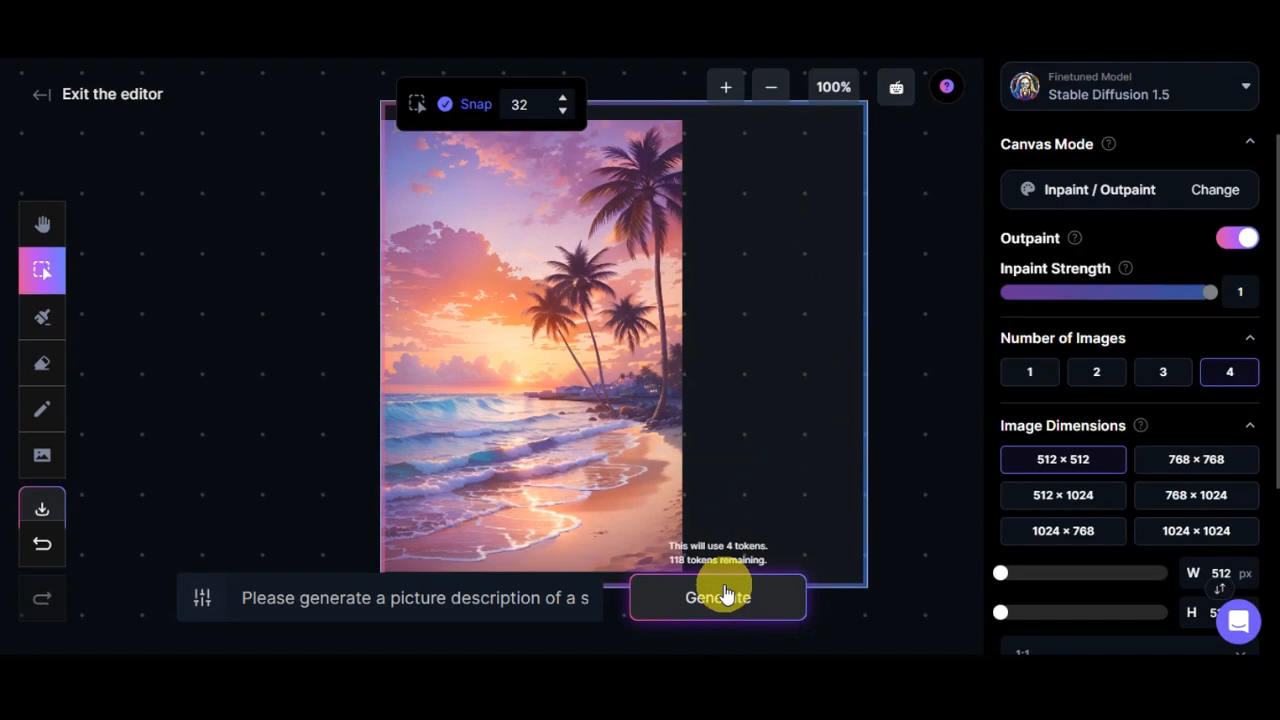 Exit the editor
Snap
32
100%
?
Finetuned Model
Stable Diffusion 1.5
Canvas Mode ?
Inpaint / Outpaint
Change
Outpaint ?
Inpaint Strength ?
1
Number of Images
1
2
3
4
Image Dimensions ?
512 × 512
768 × 768
512 × 1024
768 × 1024
1024 × 768
1024 × 1024
W 512 px
H
1:1
This will use 4 tokens.
118 tokens remaining.
Please generate a picture description of a s
Generate